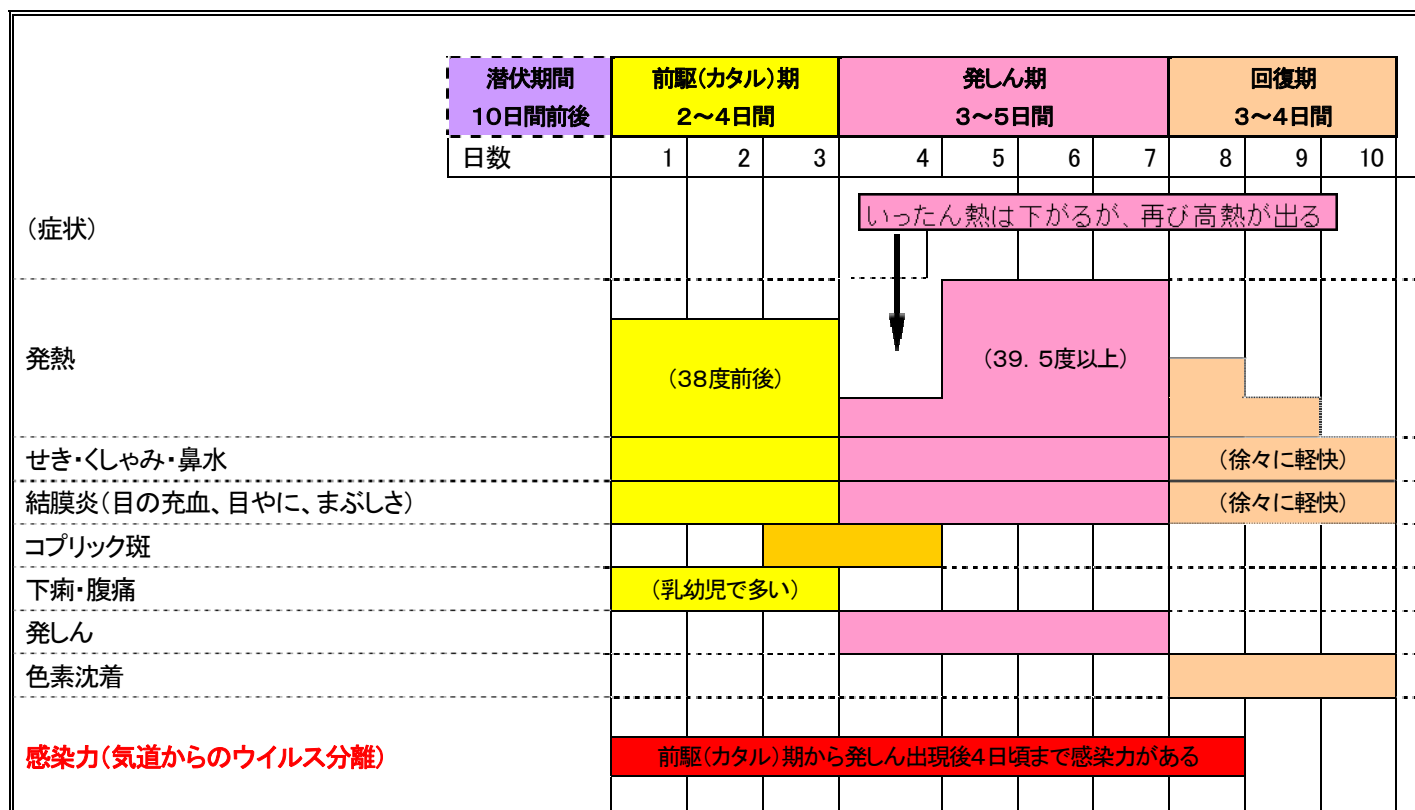 潜伏期間 前駆(カタル)期 発しん期 回復期
10日間前後 2～4日間 3～5日間 3～4日間
日数 1 2 3 4 5 6 7 8 9 10
いったん熱は下がるが、再び高熱が出る
(症状)
発熱 (38度前後) (39.5度以上)
せき・くしゃみ・鼻水 (徐々に軽快)
結膜炎(目の充血、目やに、まぶしさ) (徐々に軽快)
コプリック斑
下痢・腹痛 (乳幼児で多い)
発しん
色素沈着
感染力(気道からのウイルス分離) 前駆(カタル)期から発しん出現後4日頃まで感染力がある